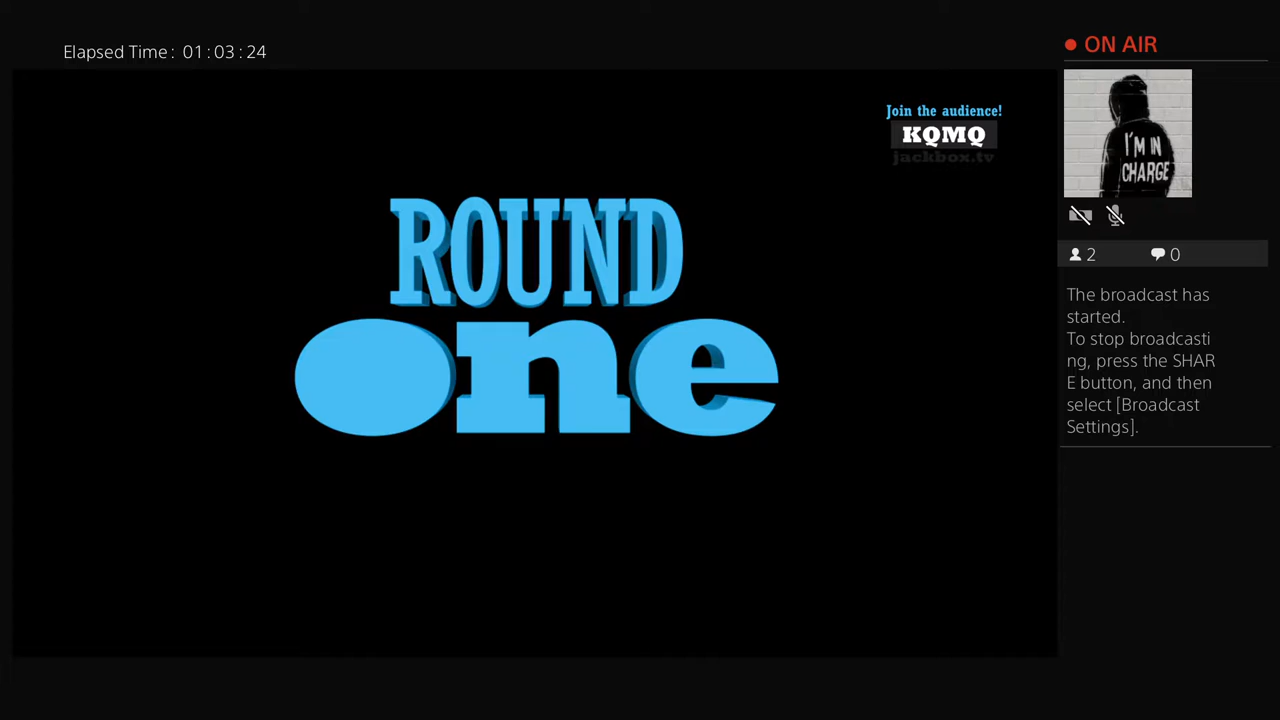 Elapsed Time: 01:03:24
ON AIR
Join the audience!
KQMQ
jackbox.tv
I'M IN
CHARGE
ROUND
one
2
0
The broadcast has
started.
To stop broadcasti
ng, press the SHAR
E button, and then
select [Broadcast
Settings].